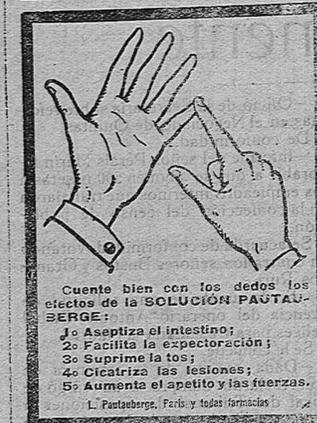 Cuente bien con los dedos los
efectos de la SOLUCIÓN PAUTAU-
BERGE:
1o Aseptiza el intestino;
2o Facilita la expectoración;
3o Suprime la tos;
4o Cicatriza las lesiones;
5o Aumenta el apetito y las fuerzas.
L. Pautauberge, París y todas farmacias